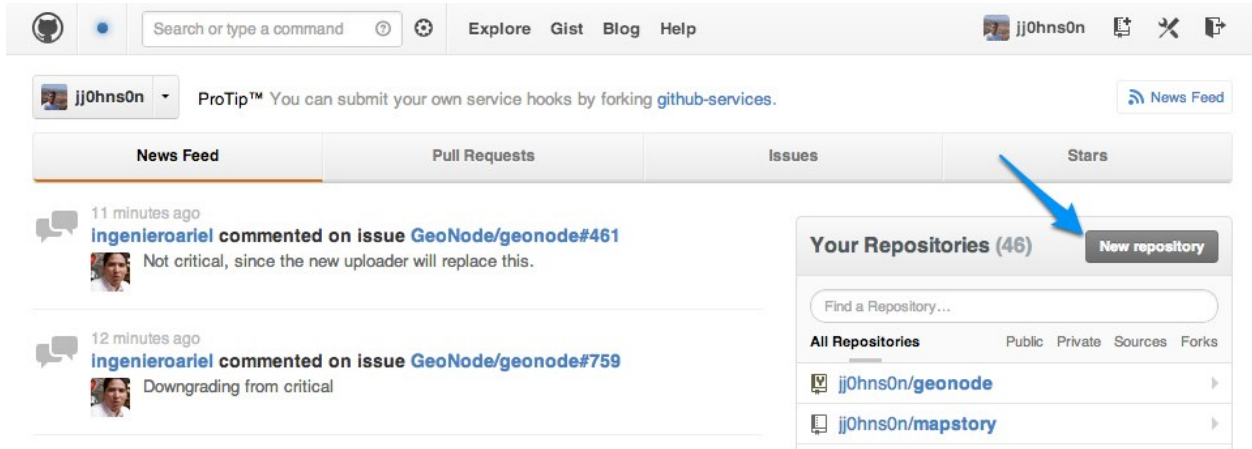 Search or type a command
Explore Gist Blog Help
jj0hns0n
jj0hns0n
ProTip™ You can submit your own service hooks by forking github-services.
News Feed
News Feed
Pull Requests
Issues
Stars
11 minutes ago
ingenieroariel commented on issue GeoNode/geonode#461
Not critical, since the new uploader will replace this.
12 minutes ago
ingenieroariel commented on issue GeoNode/geonode#759
Downgrading from critical
Your Repositories (46)
New repository
Find a Repository...
All Repositories
Public Private Sources Forks
jj0hns0n/geonode
jj0hns0n/mapstory